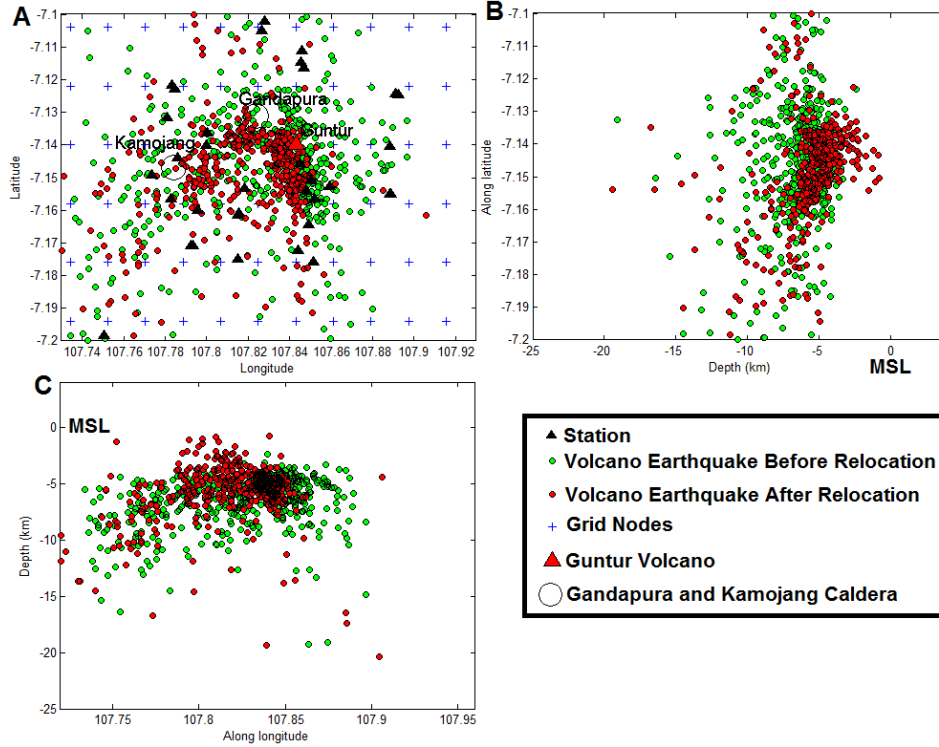 A
-7.1
-7.11
-7.12
-7.13
-7.14
-7.15
-7.16
-7.17
-7.18
-7.19
-7.2
Latitude
Gandapura
Guntur
Kamojang
107.74 107.76 107.78 107.8 107.82 107.84 107.86 107.88 107.9 107.92
Longitude
B
-7.1
-7.11
-7.12
-7.13
-7.14
-7.15
-7.16
-7.17
-7.18
-7.19
-7.2
Along latitude
-25 -20 -15 -10 -5 0
Depth (km)
MSL
C
MSL
0
-5
-10
-15
-20
-25
Depth (km)
107.75 107.8 107.85 107.9 107.95
Along longitude
Station
Volcano Earthquake Before Relocation
Volcano Earthquake After Relocation
Grid Nodes
Guntur Volcano
Gandapura and Kamojang Caldera